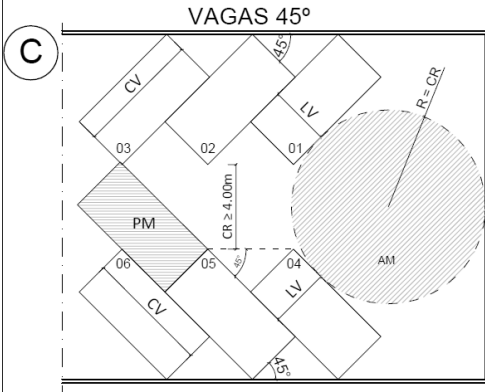 VAGAS 45º
C
45°
CV
LV
R = CR
03
02
01
CR ≥ 4.00m
PM
AM
06
05
45°
04
CV
LV
45°